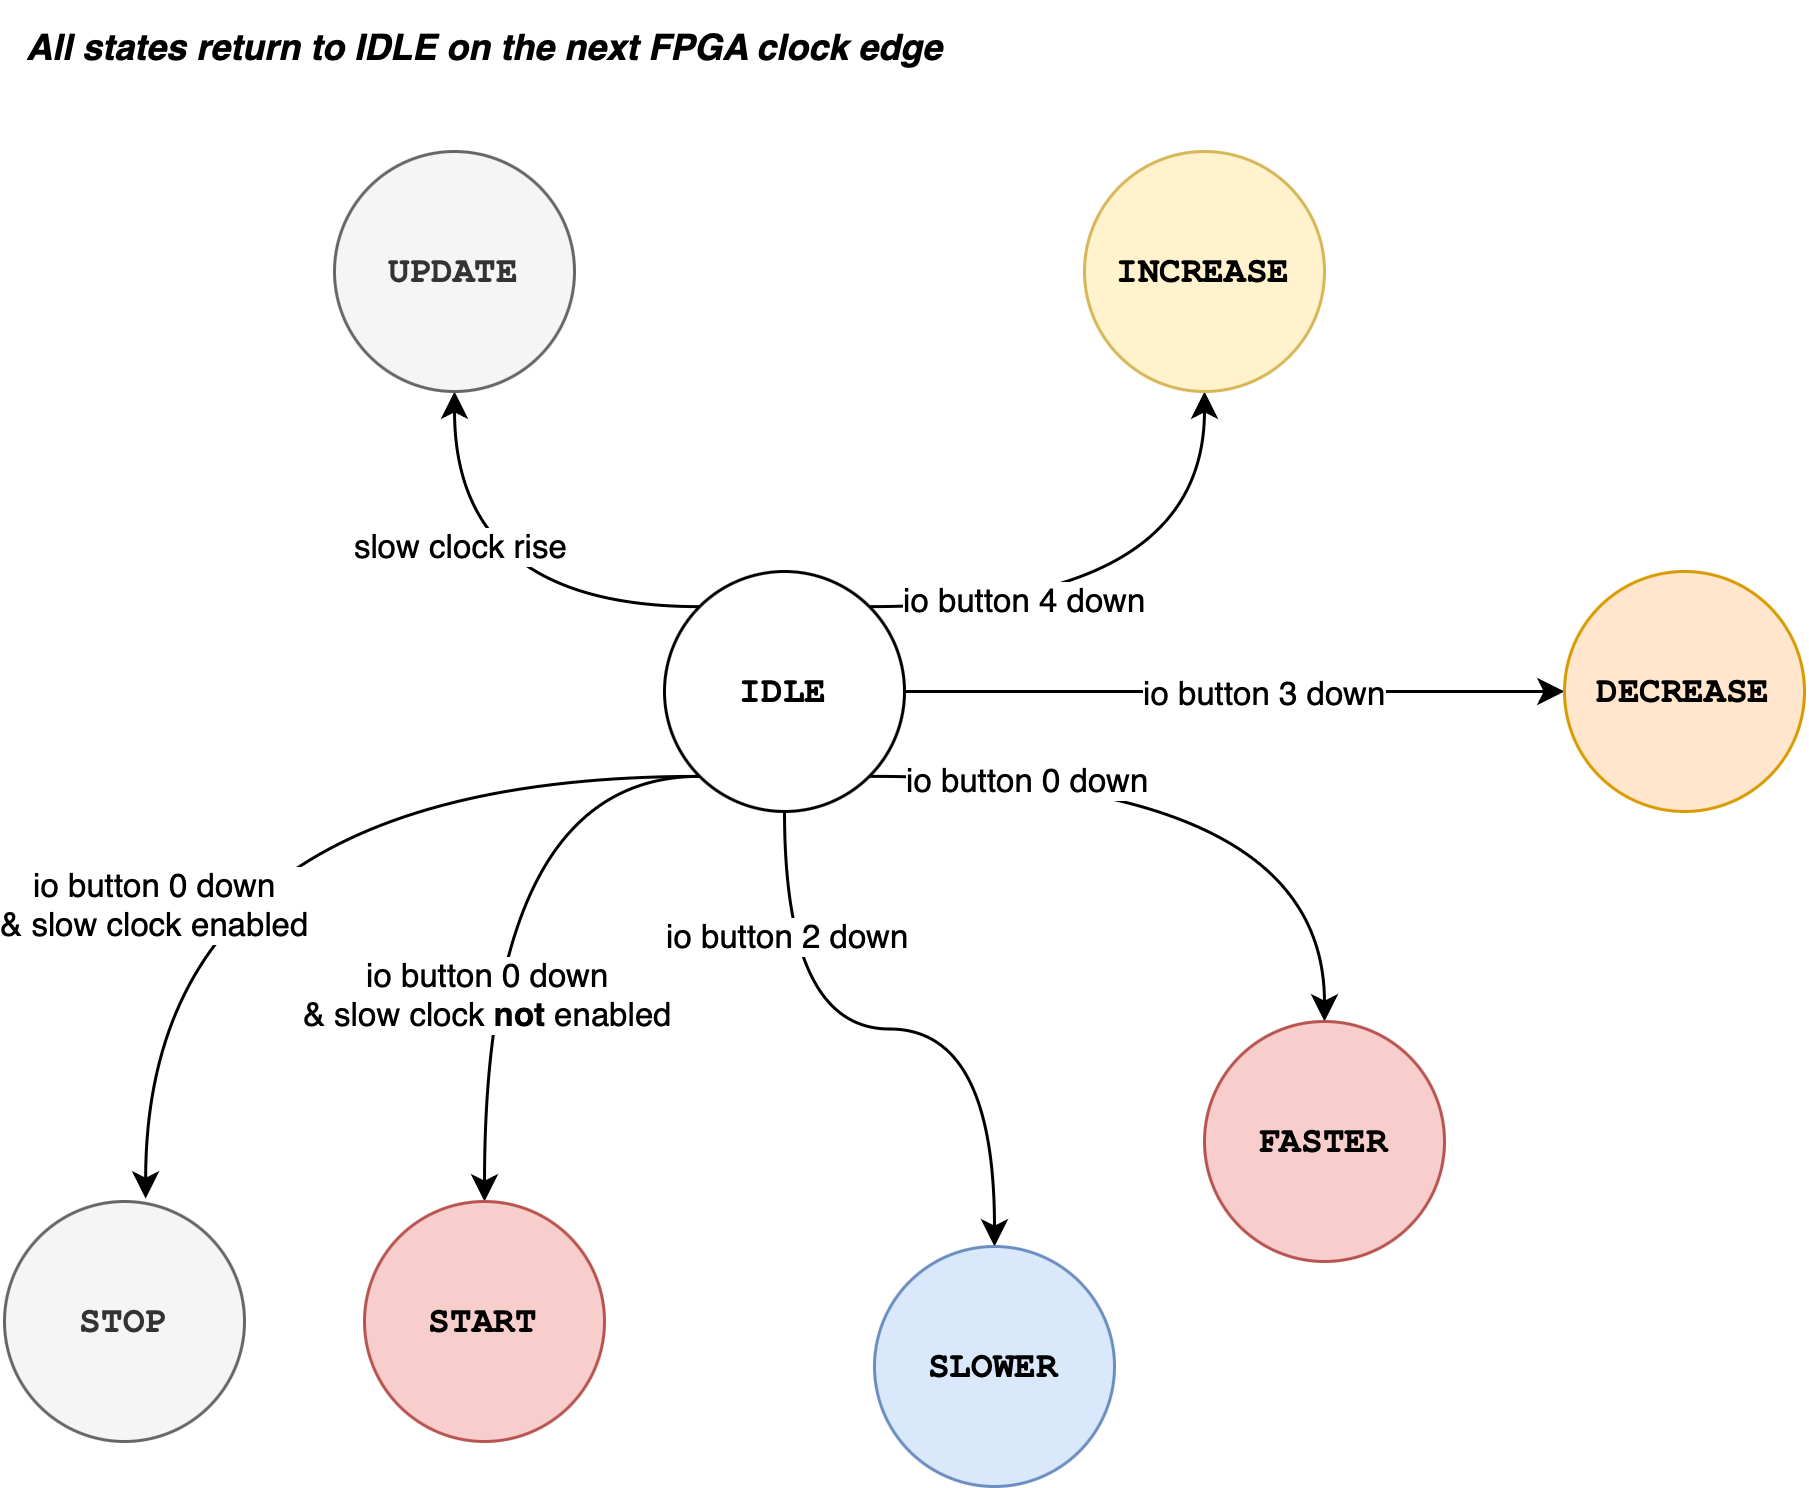 All states return to IDLE on the next FPGA clock edge
UPDATE
INCREASE
slow clock rise
io button 4 down
IDLE
io button 3 down
DECREASE
io button 0 down
io button 0 down
& slow clock enabled
io button 2 down
io button 0 down
& slow clock not enabled
FASTER
STOP
START
SLOWER